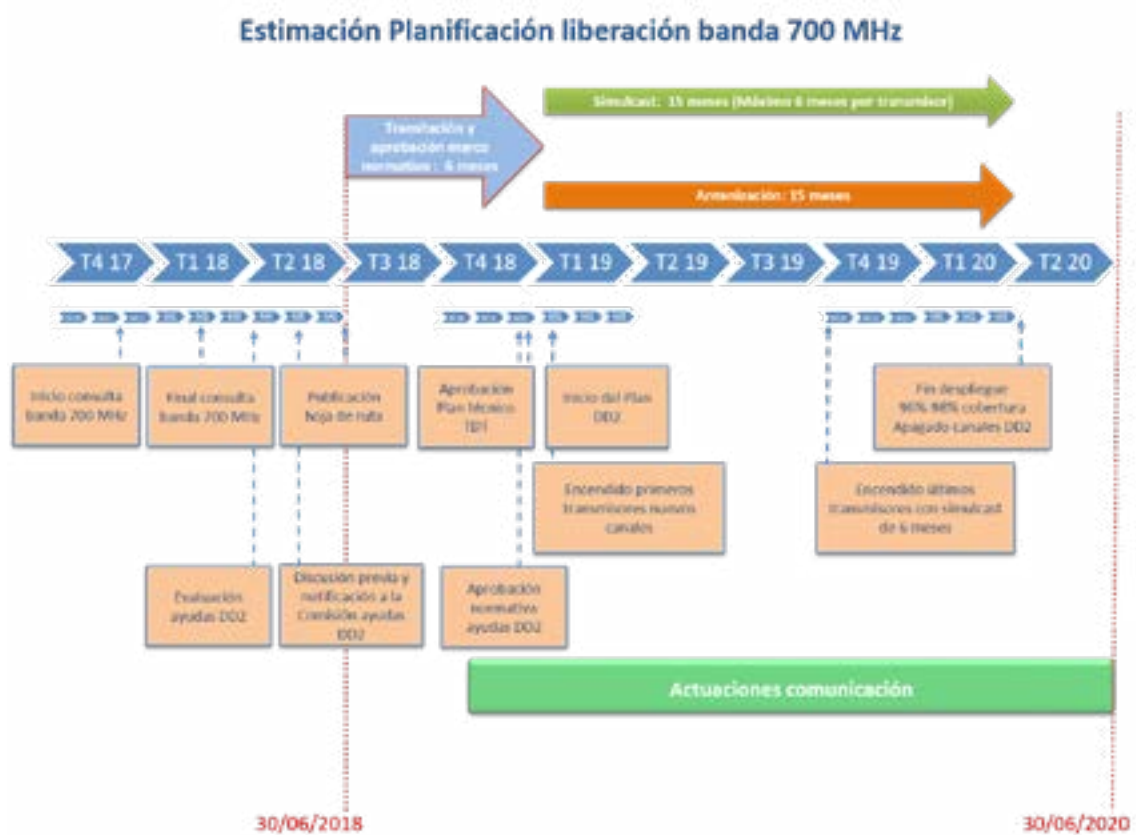 Estimación Planificación liberación banda 700 MHz
Simulcast: 15 meses (Máximo 6 meses por transmisor)
Tramitación y
aprobación marco
normativo : 6 meses
Antenización: 15 meses
T4 17
T1 18
T2 18
T3 18
T4 18
T1 19
T2 19
T3 19
T4 19
T1 20
T2 20
Inicio consulta
banda 700 MHz
Final consulta
banda 700 MHz
Publicación
hoja de ruta
Aprobación
Plan técnico
TDT
Inicio del Plan
DD2
Fin despliegue
96% 98% cobertura
Apagado canales DD2
Encendido primeros
transmisores nuevos
canales
Encendido últimos
transmisores con simulcast
de 6 meses
Evaluación
ayudas DD2
Discusión previa y
notificación a la
Comisión ayudas
DD2
Aprobación
normativa
ayudas DD2
Actuaciones comunicación
30/06/2018
30/06/2020